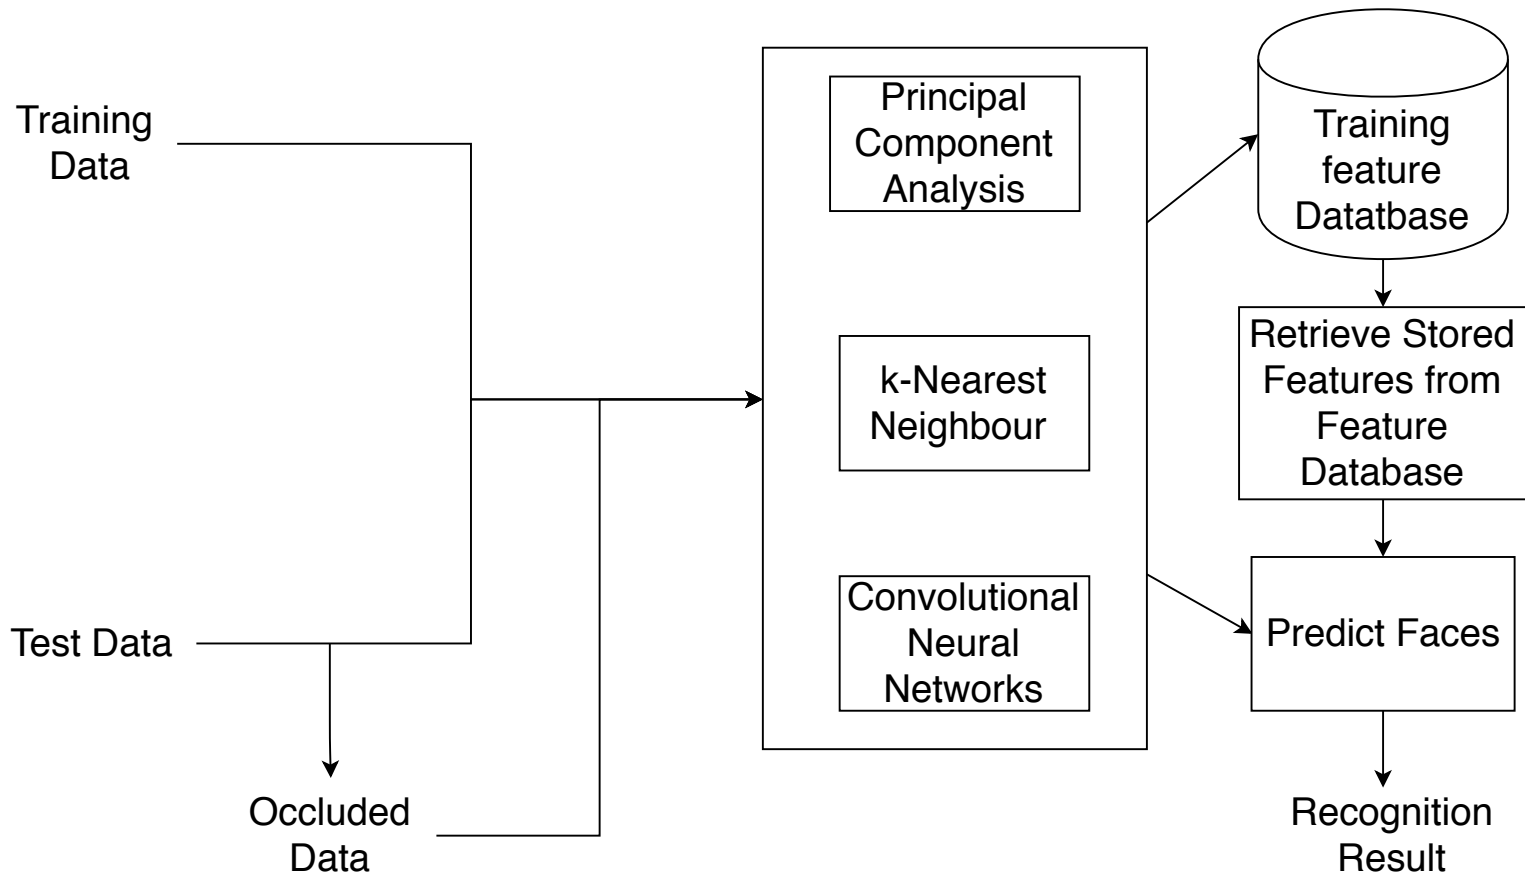 Training
Data
Test Data
Occluded
Data
Principal
Component
Analysis
k-Nearest
Neighbour
Convolutional
Neural
Networks
Training
feature
Datatbase
Retrieve Stored
Features from
Feature
Database
Predict Faces
Recognition
Result